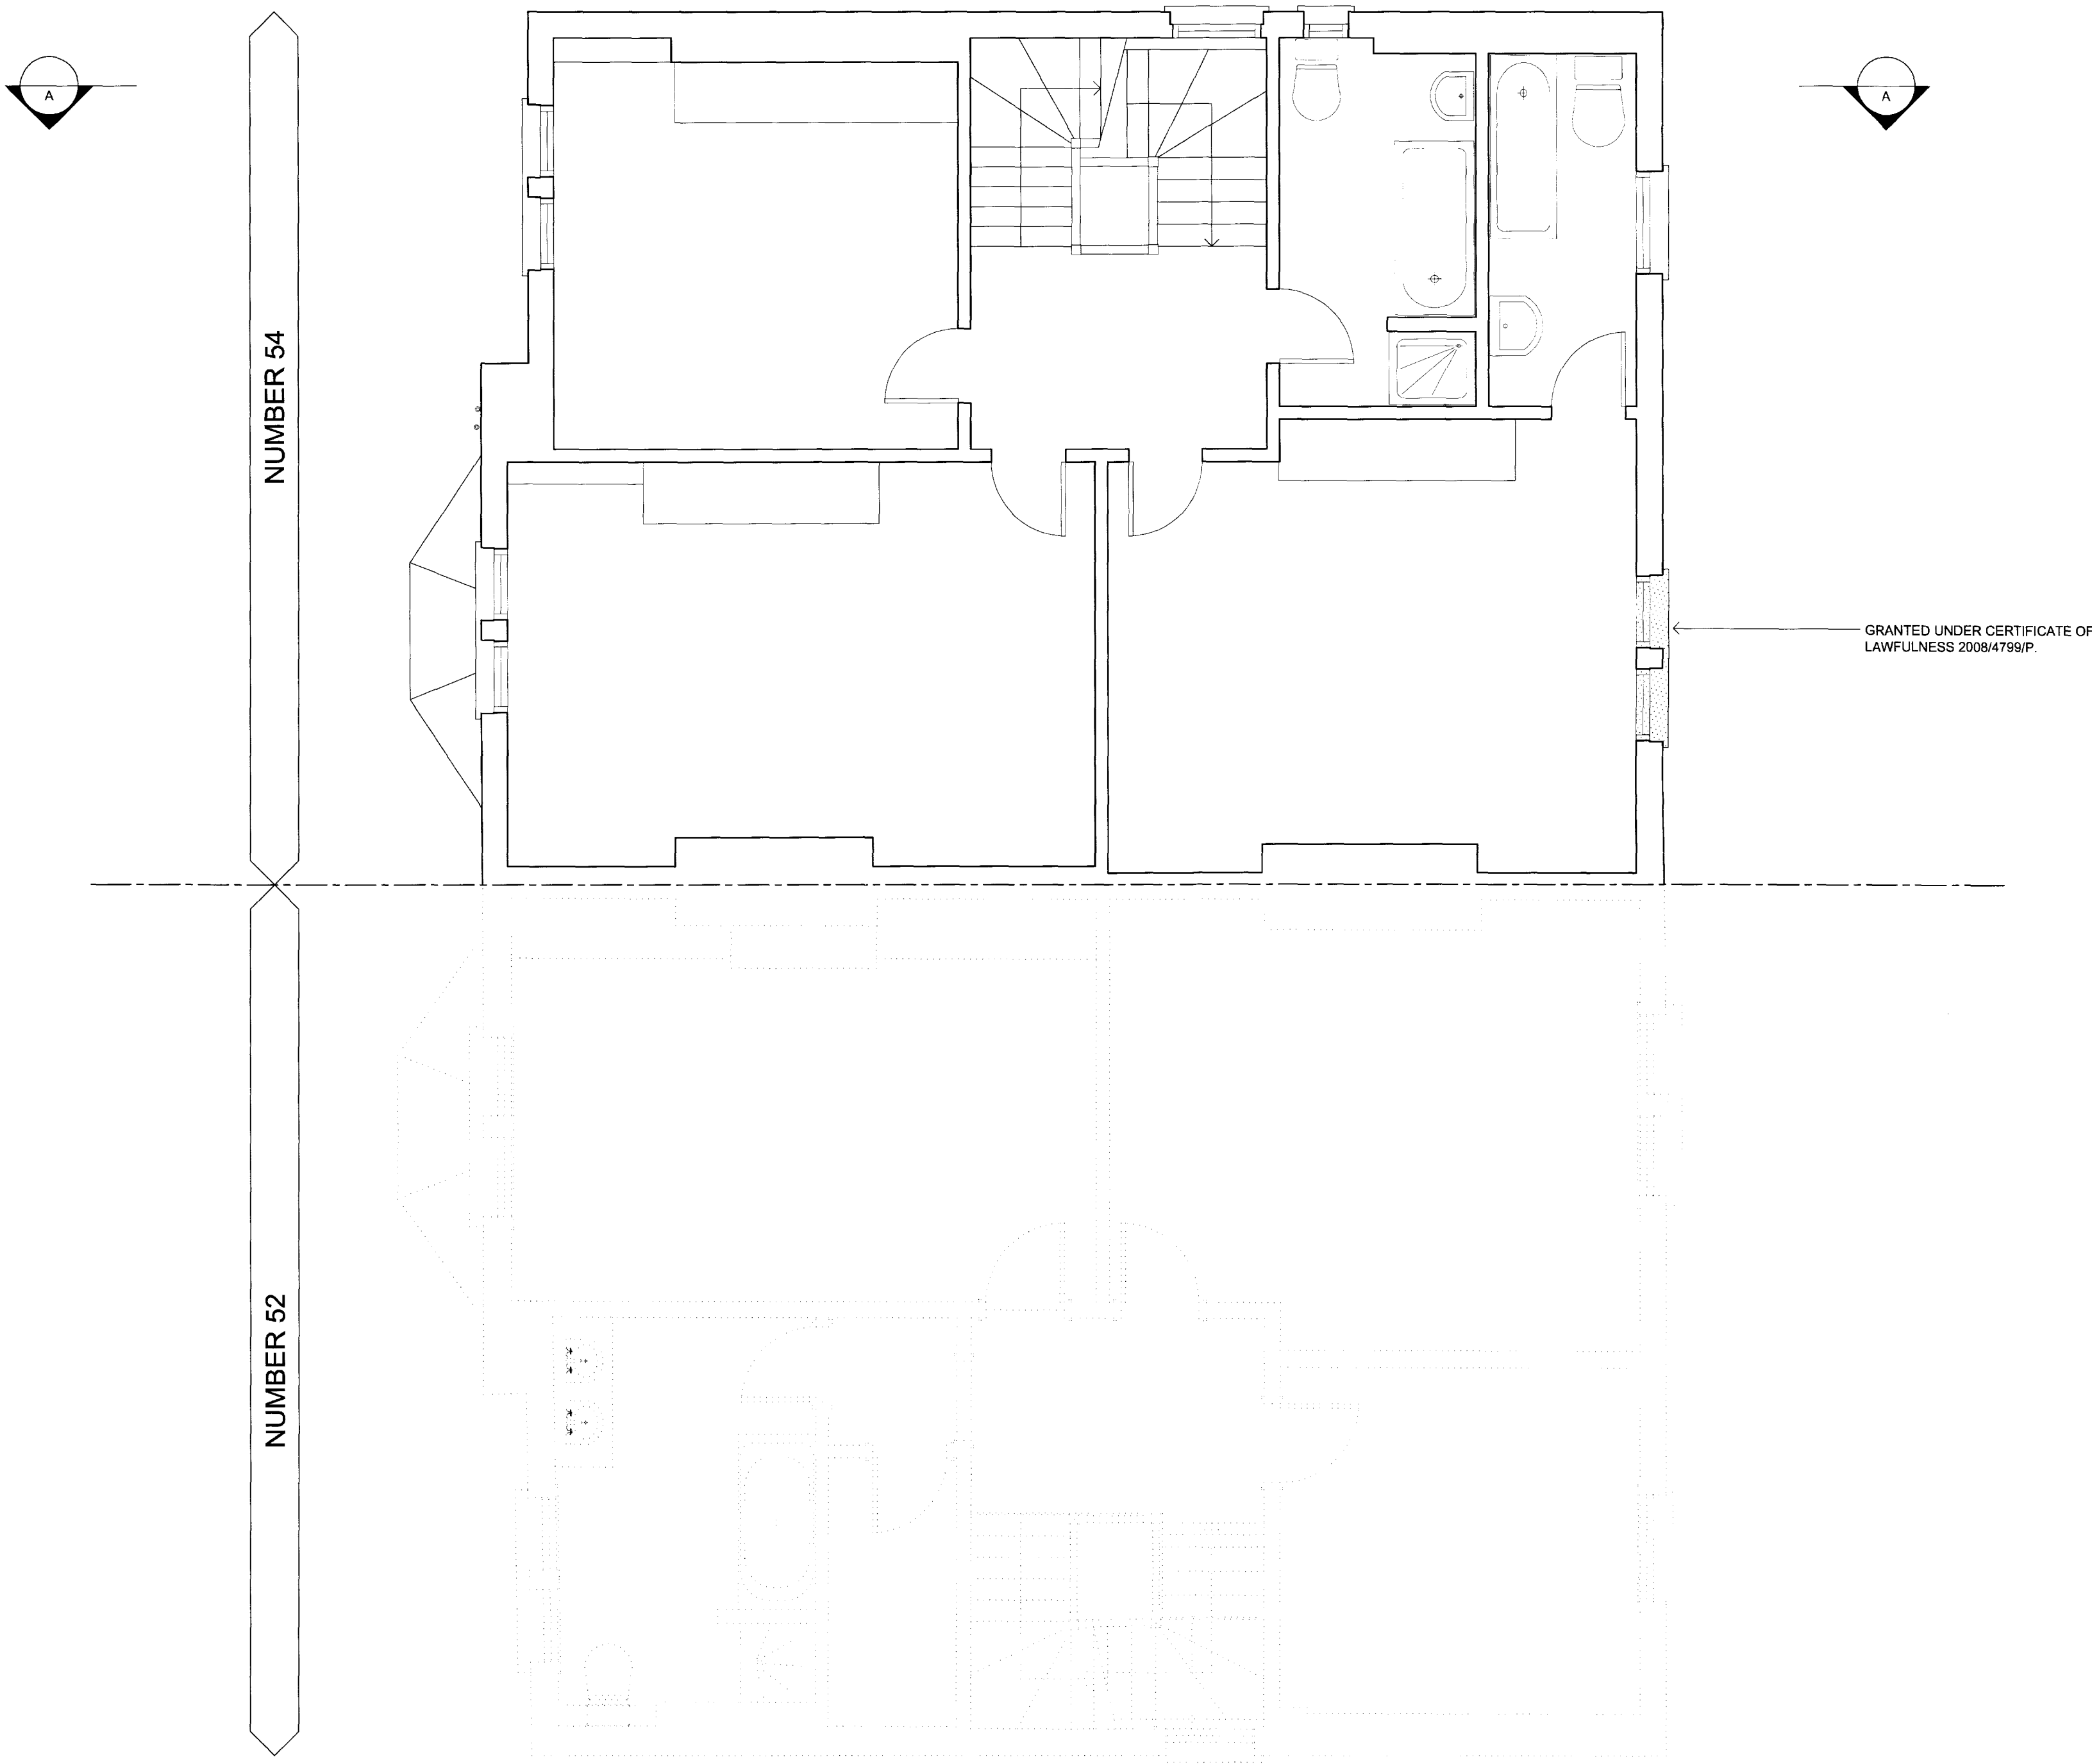 A
A
NUMBER 54
GRANTED UNDER CERTIFICATE OF
LAWFULNESS 2008/4799/P.
NUMBER 52